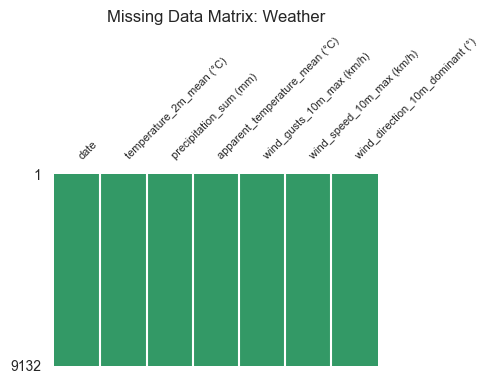 Missing Data Matrix: Weather
date
temperature_2m_mean (°C)
precipitation_sum (mm)
apparent_temperature_mean (°C)
wind_gusts_10m_max (km/h)
wind_speed_10m_max (km/h)
wind_direction_10m_dominant (°)
1
9132